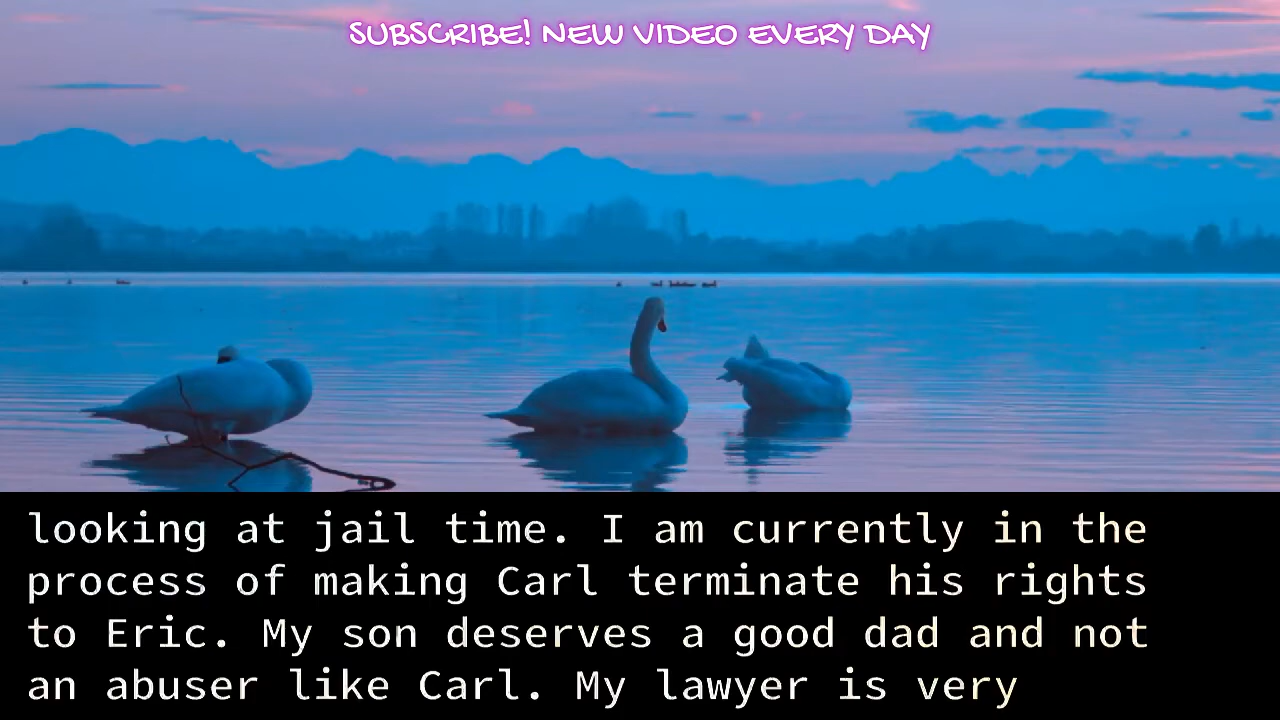 SUBSCRIBE! NEW VIDEO EVERY DAY
looking at jail time. I am currently in the
process of making Carl terminate his rights
to Eric. My son deserves a good dad and not
an abuser like Carl. My lawyer is very